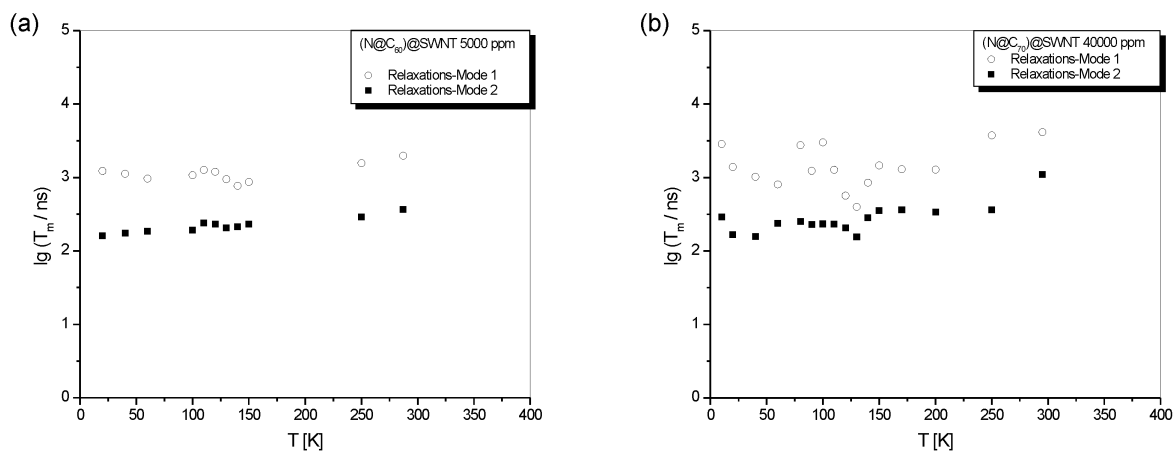 (a)
5
4
3
2
1
0
lg (Tm / ns)
(N@C60)@SWNT 5000 ppm
Relaxations-Mode 1
Relaxations-Mode 2
0 50 100 150 200 250 300 350 400
T [K]
(b)
5
4
3
2
1
0
lg (Tm / ns)
(N@C70)@SWNT 40000 ppm
Relaxations-Mode 1
Relaxations-Mode 2
0 50 100 150 200 250 300 350 400
T [K]